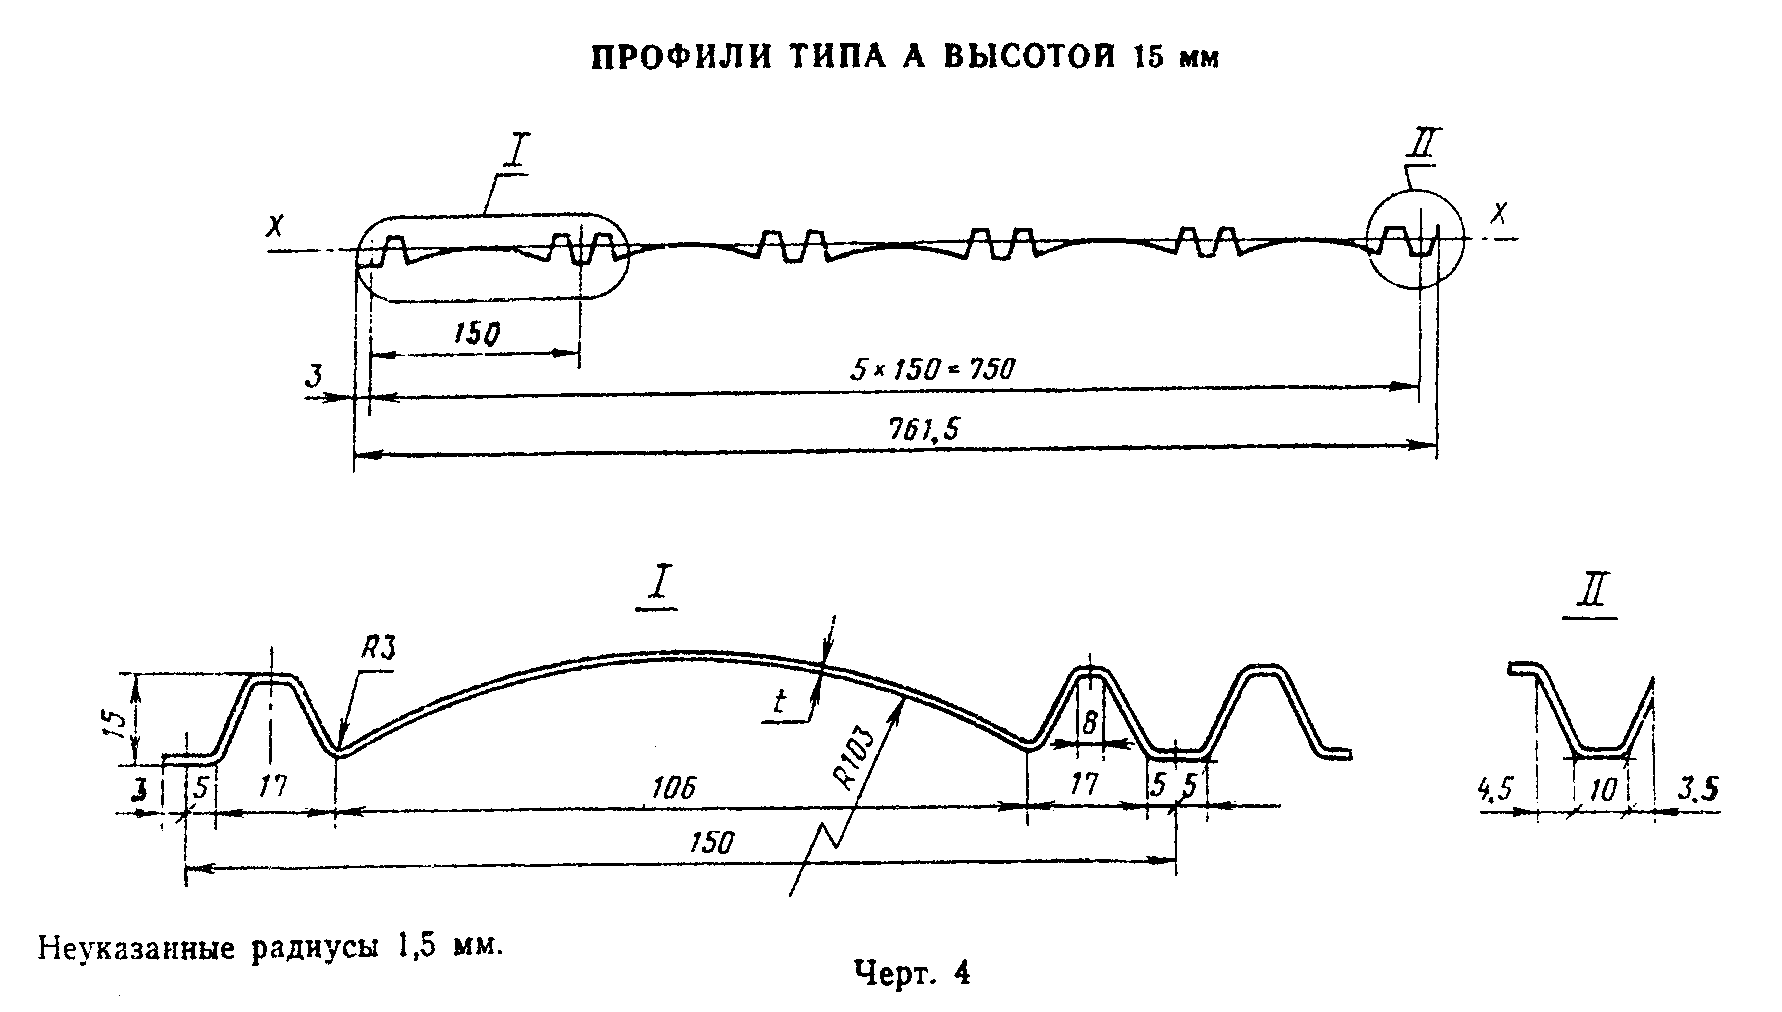 ПРОФИЛИ ТИПА А ВЫСОТОЙ 15 мм
I
II
X
X
150
3
5×150=750
761,5
I
II
R3
15
t
8
R103
3
5
17
106
17
5
5
4,5
10
3,5
150
Неуказанные радиусы 1,5 мм.
Черт. 4